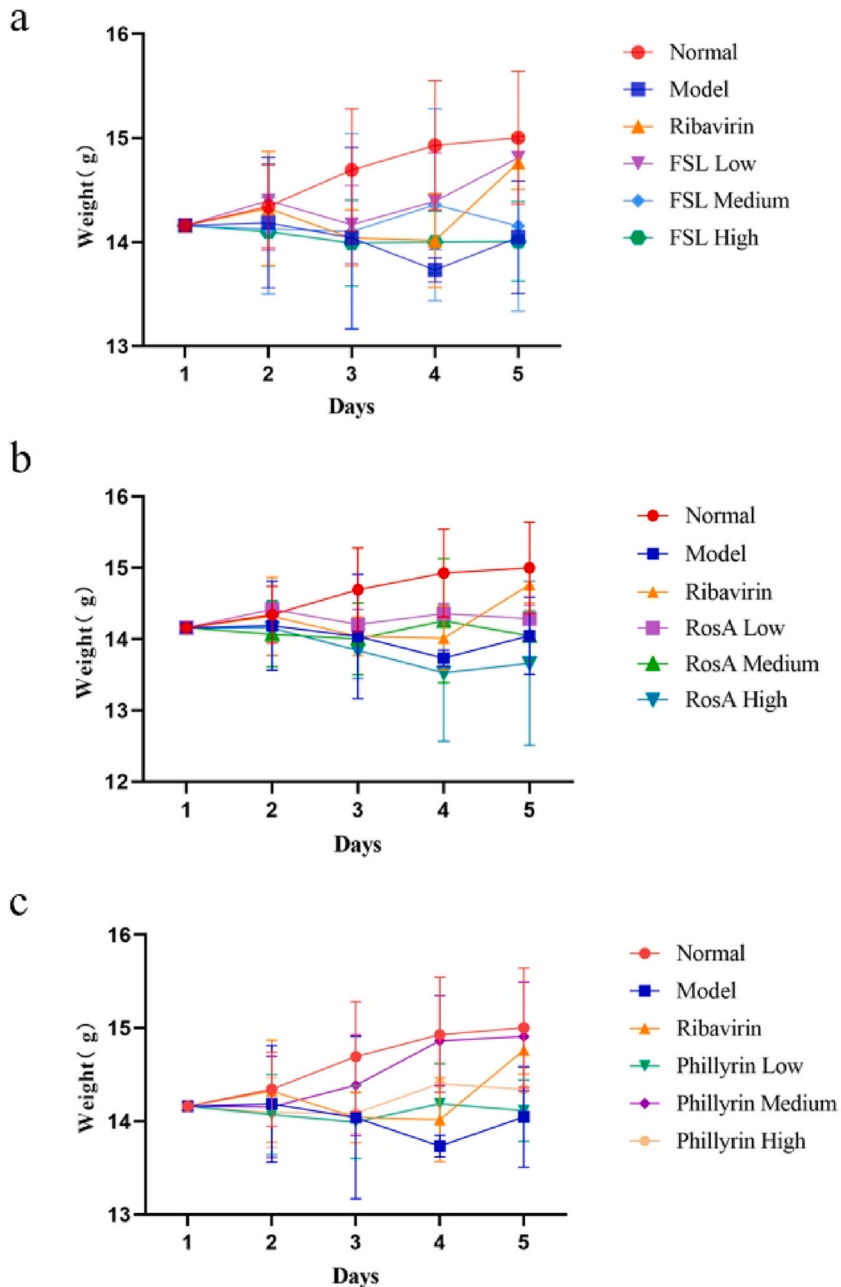 a
16
15
14
13
Weight( g)
1 2 3 4 5
Days
Normal
Model
Ribavirin
FSL Low
FSL Medium
FSL High
b
16
15
14
13
12
Weight( g)
1 2 3 4 5
Days
Normal
Model
Ribavirin
RosA Low
RosA Medium
RosA High
c
16
15
14
13
Weight( g)
1 2 3 4 5
Days
Normal
Model
Ribavirin
Phillyrin Low
Phillyrin Medium
Phillyrin High